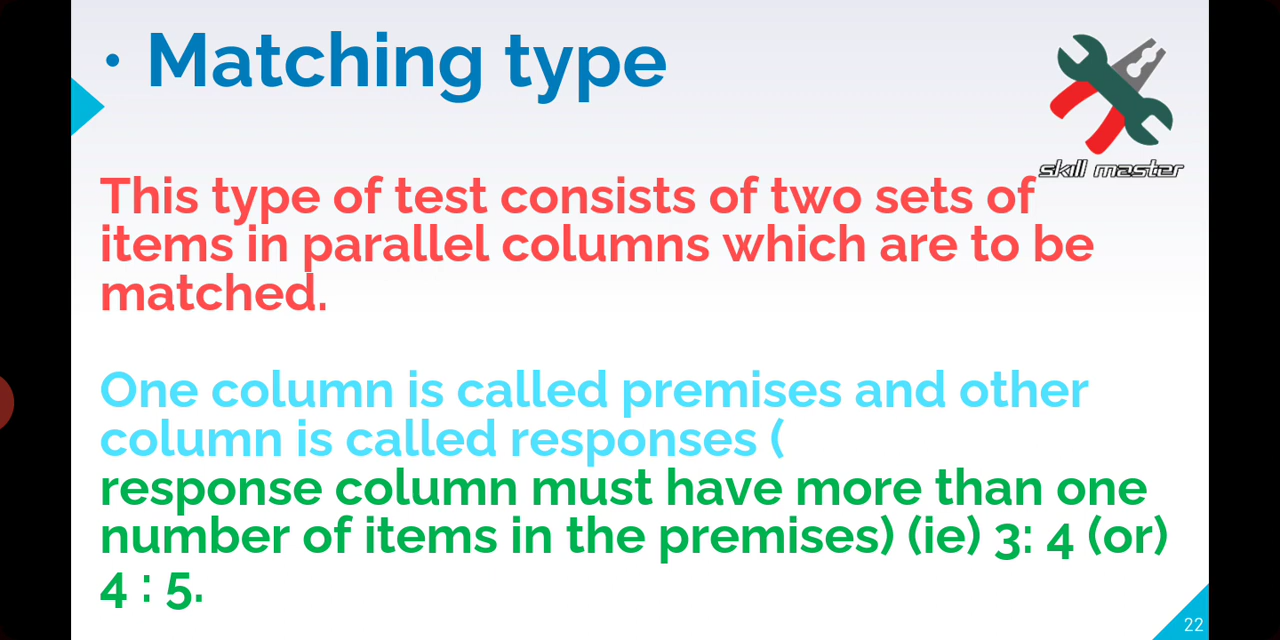 • Matching type
skill master
This type of test consists of two sets of
items in parallel columns which are to be
matched.
One column is called premises and other
column is called responses (
response column must have more than one
number of items in the premises) (ie) 3: 4 (or)
4 : 5.
22